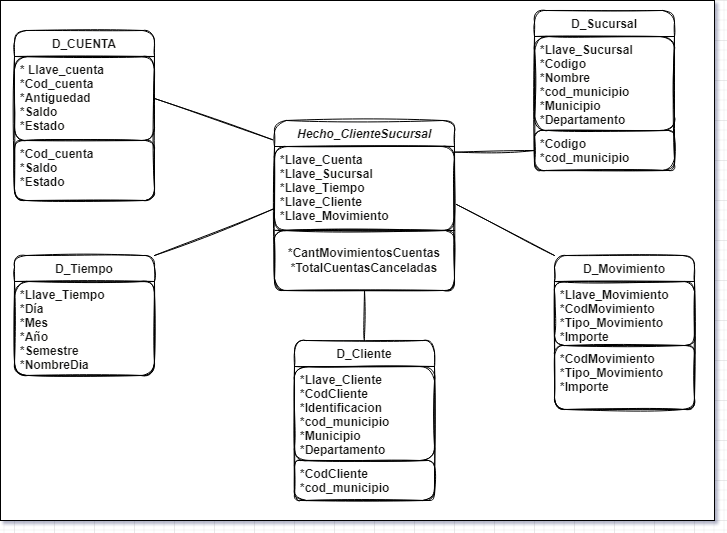 D_CUENTA
* Llave_cuenta
*Cod_cuenta
*Antiguedad
*Saldo
*Estado
*Cod_cuenta
*Saldo
*Estado
D_Sucursal
*Llave_Sucursal
*Codigo
*Nombre
*cod_municipio
*Municipio
*Departamento
*Codigo
*cod_municipio
Hecho_ClienteSucursal
*Llave_Cuenta
*Llave_Sucursal
*Llave_Tiempo
*Llave_Cliente
*Llave_Movimiento
*CantMovimientosCuentas
*TotalCuentasCanceladas
D_Tiempo
*Llave_Tiempo
*Día
*Mes
*Año
*Semestre
*NombreDia
D_Movimiento
*Llave_Movimiento
*CodMovimiento
*Tipo_Movimiento
*Importe
*CodMovimiento
*Tipo_Movimiento
*Importe
D_Cliente
*Llave_Cliente
*CodCliente
*Identificacion
*cod_municipio
*Municipio
*Departamento
*CodCliente
*cod_municipio